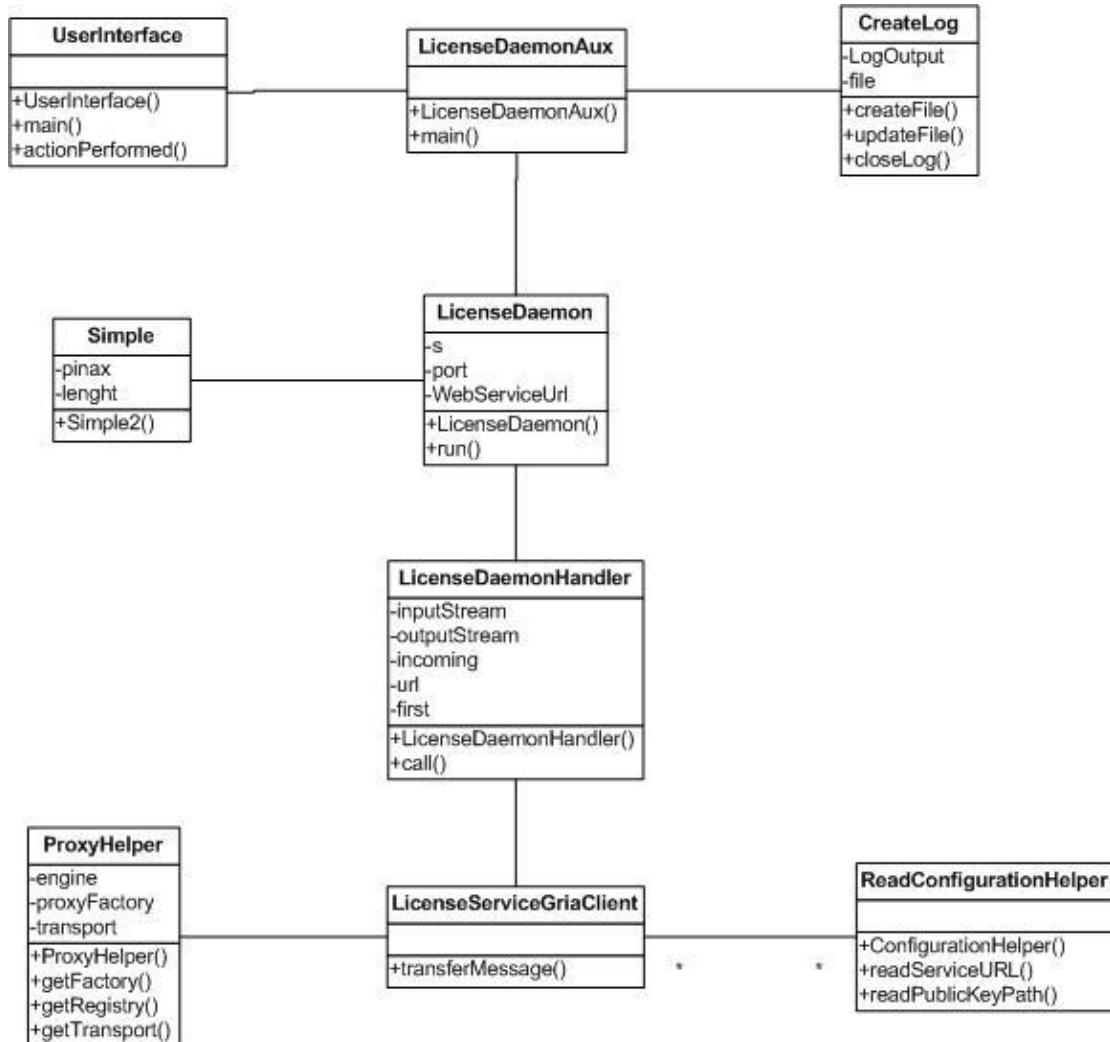 UserInterface
+UserInterface()
+main()
+actionPerformed()
LicenseDaemonAux
+LicenseDaemonAux()
+main()
CreateLog
-LogOutput
-file
+createFile()
+updateFile()
+closeLog()
Simple
-pinax
-lenght
+Simple2()
LicenseDaemon
-s
-port
-WebServiceUrl
+LicenseDaemon()
+run()
LicenseDaemonHandler
-inputStream
-outputStream
-incoming
-url
-first
+LicenseDaemonHandler()
+call()
ProxyHelper
-engine
-proxyFactory
-transport
+ProxyHelper()
+getFactory()
+getRegistry()
+getTransport()
LicenseServiceGriaClient
+transferMessage()
* *
ReadConfigurationHelper
+ConfigurationHelper()
+readServiceURL()
+readPublicKeyPath()